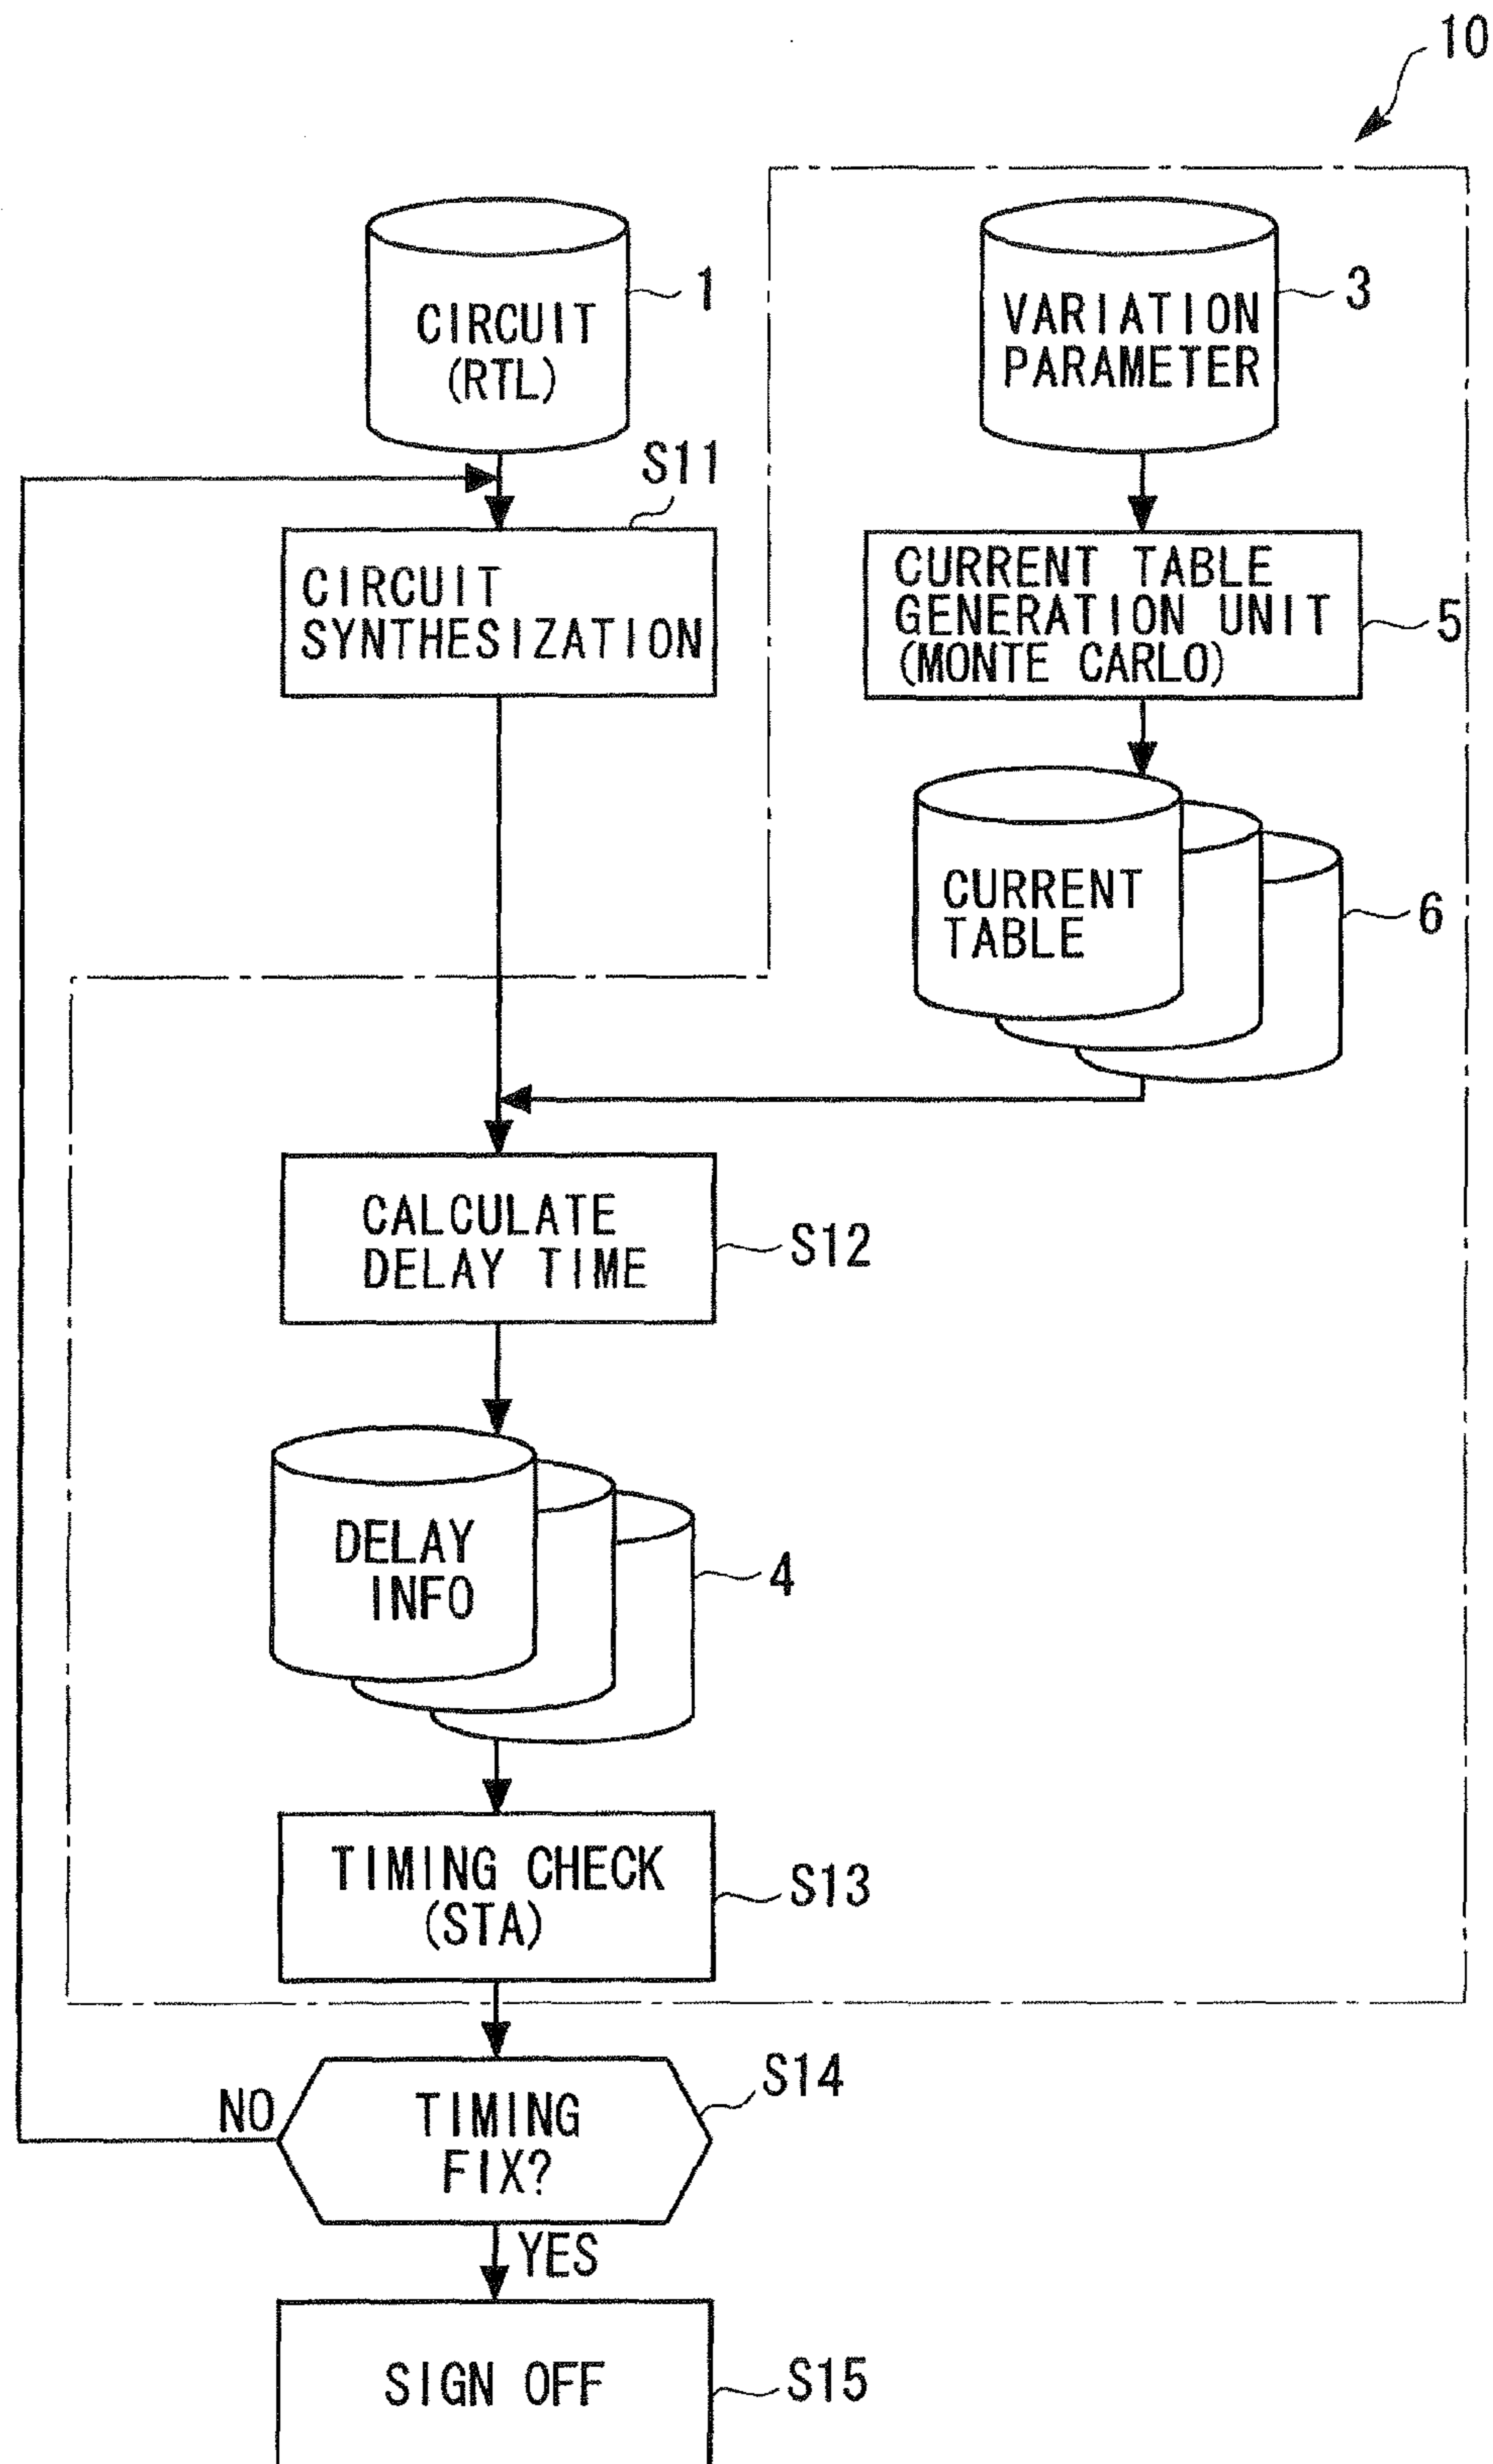 10
CIRCUIT
(RTL)
1
VARIATION
PARAMETER
3
S11
CIRCUIT
SYNTHESIZATION
CURRENT TABLE
GENERATION UNIT
(MONTE CARLO)
5
CURRENT
TABLE
6
CALCULATE
DELAY TIME
S12
DELAY
INFO
4
TIMING CHECK
(STA)
S13
NO
TIMING
FIX?
S14
YES
SIGN OFF
S15